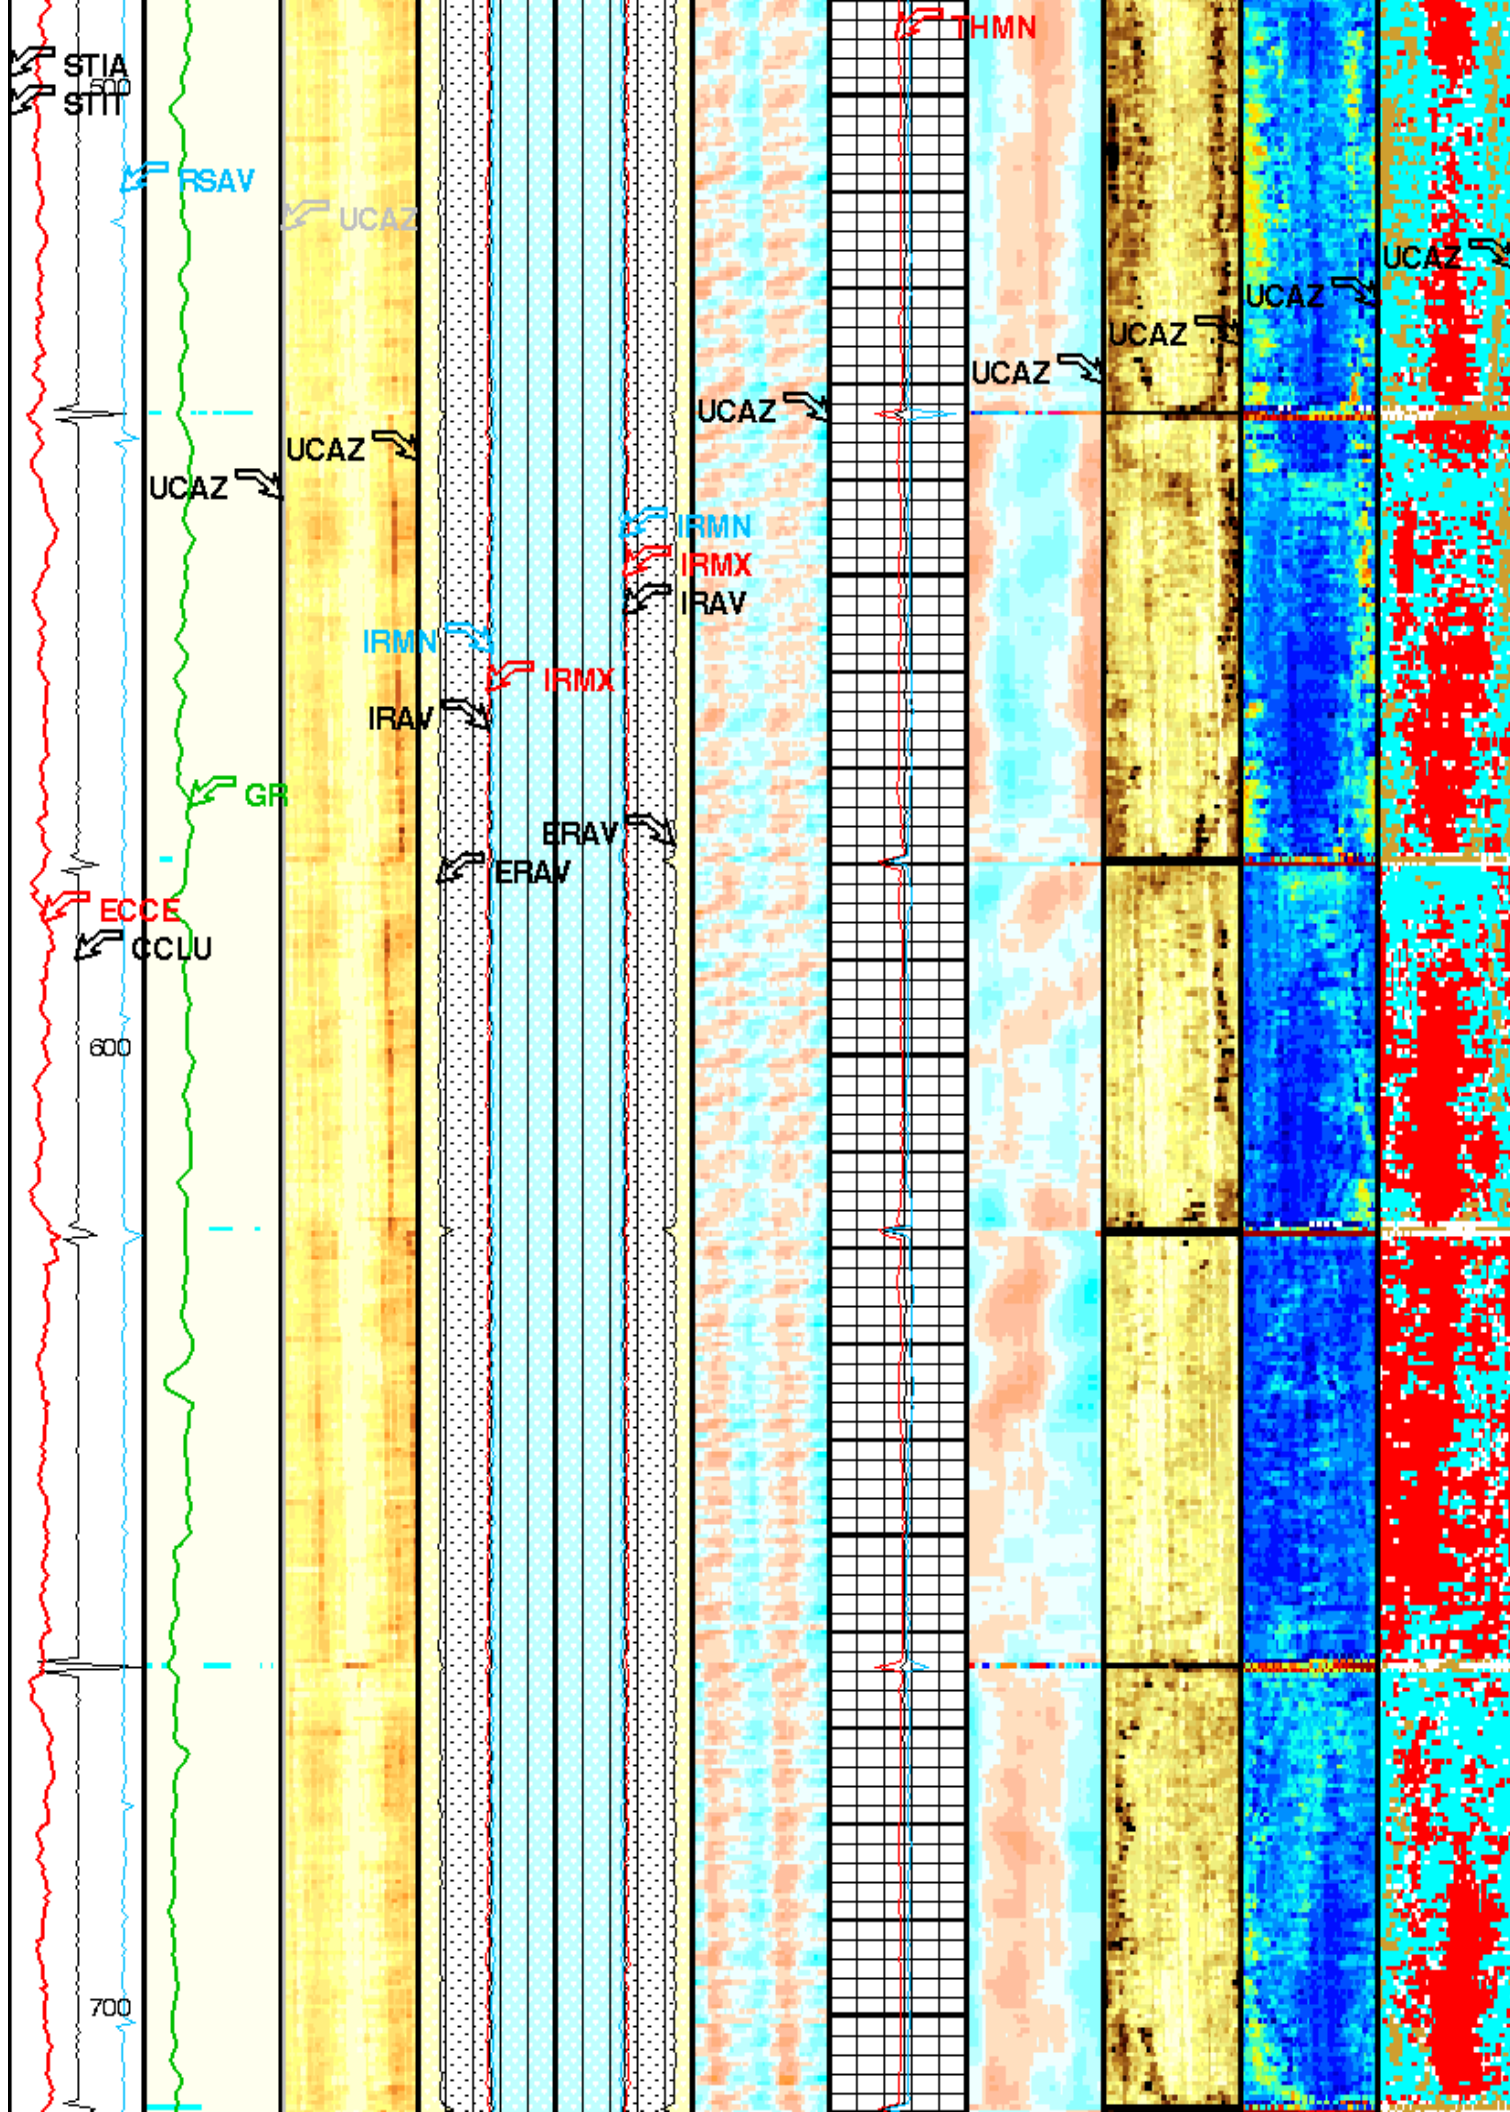 THMN
STIA
500
STIT
RSAV
UCAZ
UCAZ
UCAZ
UCAZ
UCAZ
UCAZ
UCAZ
UCAZ
IRMN
IRMX
IRAV
IRMN
IRMX
IRAV
GR
ERAV
ERAV
ECCE
CCLU
600
700